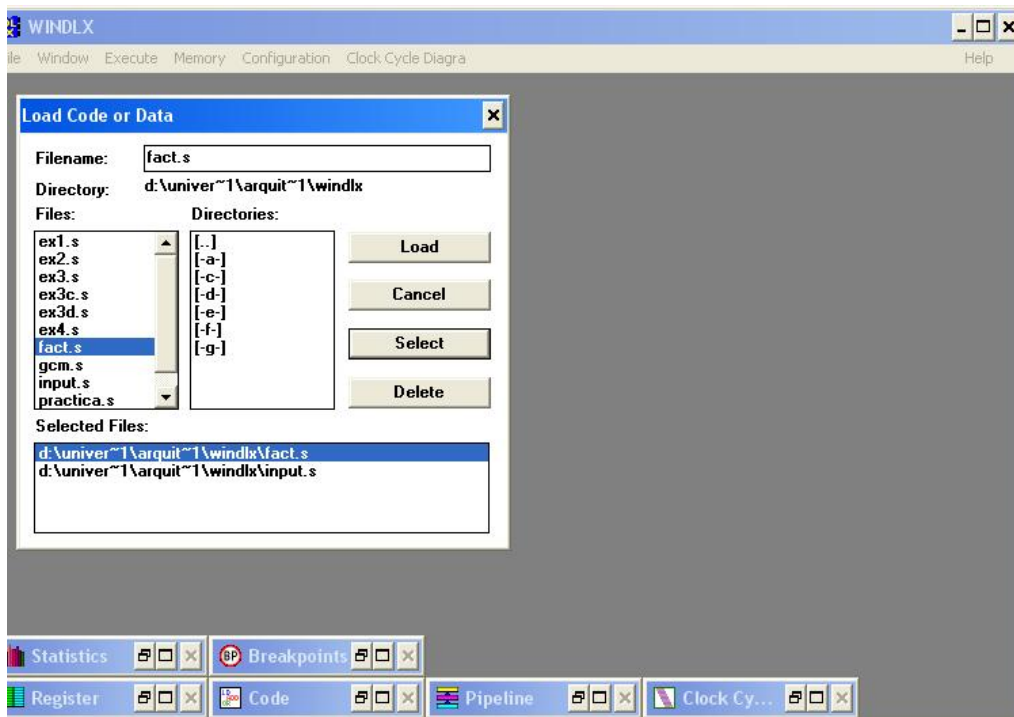 WINDLX
ile Window Execute Memory Configuration Clock Cycle Diagra Help
Load Code or Data
Filename: fact.s
Directory: d:\univer~1\arquit~1\windlx
Files: Directories:
ex1.s
ex2.s
ex3.s
ex3c.s
ex3d.s
ex4.s
fact.s
gcm.s
input.s
practica.s
[..]
[-a-]
[-c-]
[-d-]
[-e-]
[-f-]
[-g-]
Load
Cancel
Select
Delete
Selected Files:
d:\univer~1\arquit~1\windlx\fact.s
d:\univer~1\arquit~1\windlx\input.s
Statistics BP Breakpoints
Register Code Pipeline Clock Cy...